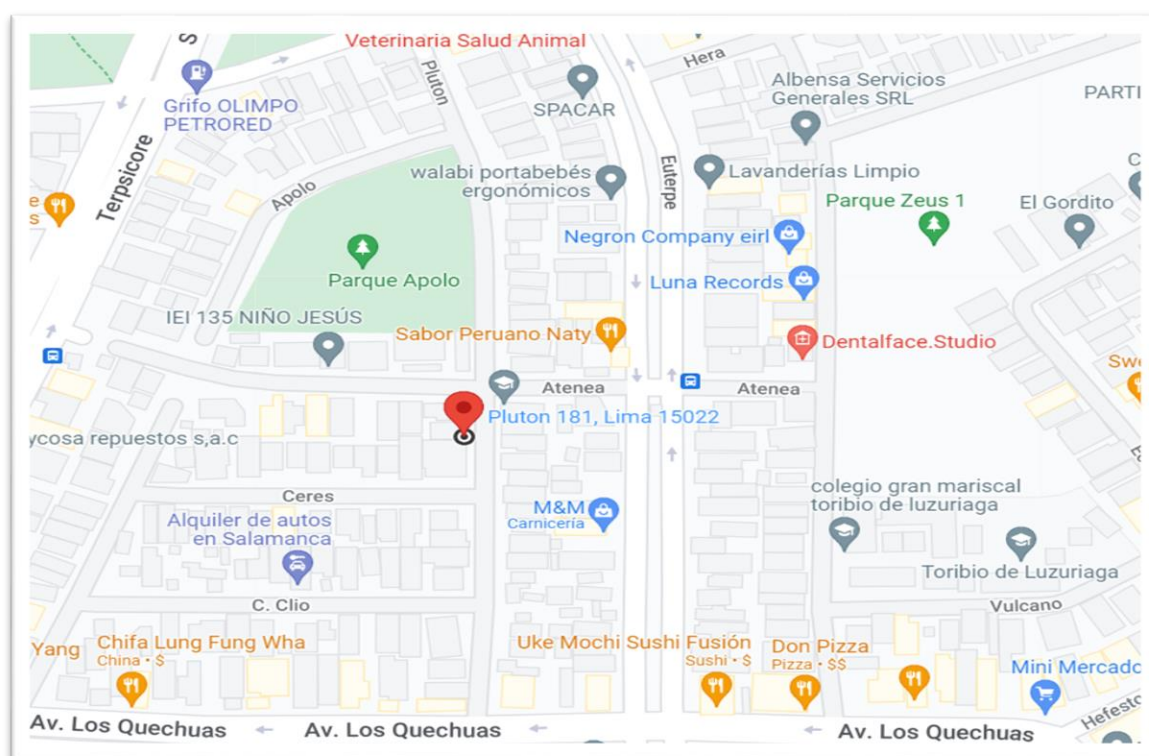 S
Veterinaria Salud Animal
Hera
Pluton
Albensa Servicios
Generales SRL
PARTI
Grifo OLIMPO
PETRORED
SPACAR
Terpsicore
Euterpe
walabi portabebés
ergonómicos
Lavanderías Limpio
C
e
s
Apolo
Parque Zeus 1
El Gordito
Negron Company eirl
Parque Apolo
Luna Records
IEI 135 NIÑO JESÚS
Sabor Peruano Naty
Dentalface.Studio
Swe
Atenea
Atenea
Pluton 181, Lima 15022
ycosa repuestos s,a.c
Ceres
colegio gran mariscal
toribio de luzuriaga
M&M
Carnicería
Alquiler de autos
en Salamanca
Toribio de Luzuriaga
C. Clio
Vulcano
Yang
Chifa Lung Fung Wha
China • $
Uke Mochi Sushi Fusión
Sushi • $
Don Pizza
Pizza • $$
Mini Mercado
Hefesto
Av. Los Quechuas
Av. Los Quechuas
Av. Los Quechuas